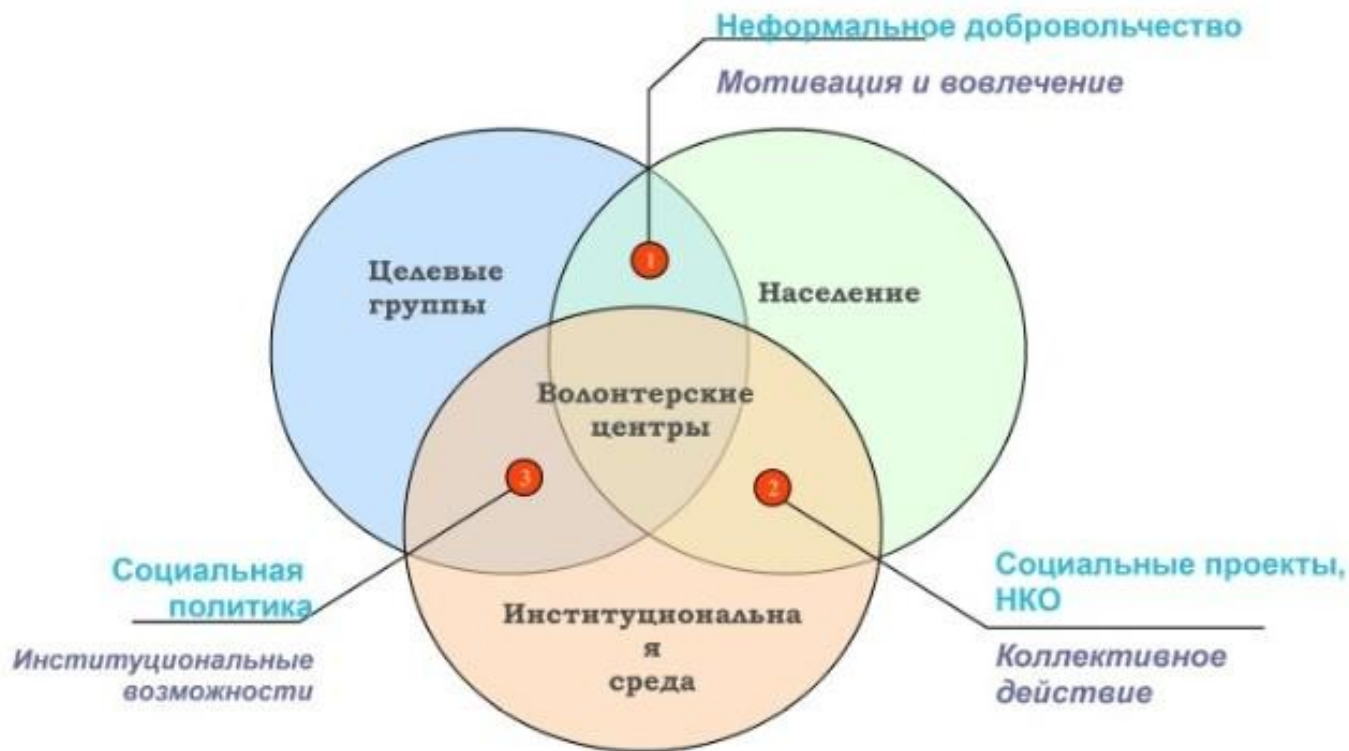 Неформальное добровольчество
Мотивация и вовлечение
1
Целевые
группы
Население
Волонтерские
центры
3
2
Социальная
политика
Институциональные
возможности
Социальные проекты,
НКО
Коллективное
действие
Институциональна
я
среда